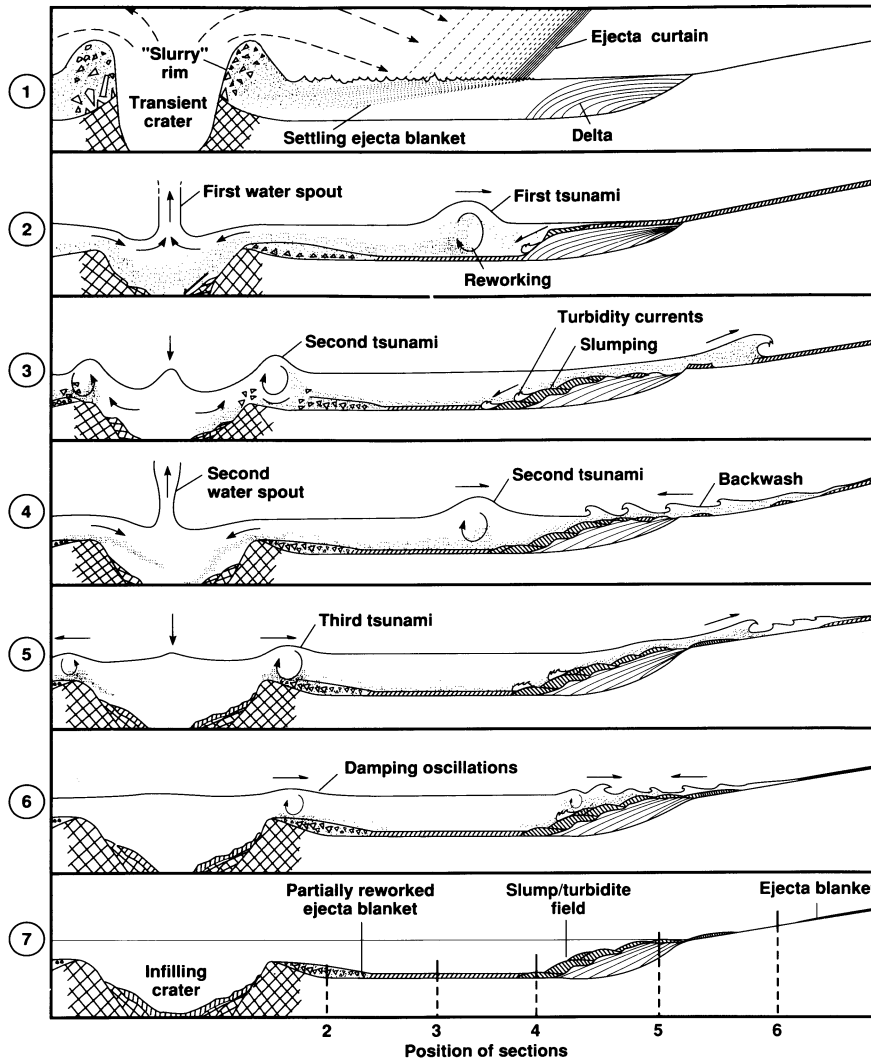 "Slurry"
rim
Ejecta curtain
1
Transient
crater
Settling ejecta blanket
Delta
First water spout
First tsunami
2
Reworking
Turbidity currents
Second tsunami
Slumping
3
Second
water spout
Second tsunami
Backwash
4
Third tsunami
5
Damping oscillations
6
Partially reworked
ejecta blanket
Slump/turbidite
field
Ejecta blanket
7
Infilling
crater
2 3 4 5 6
Position of sections